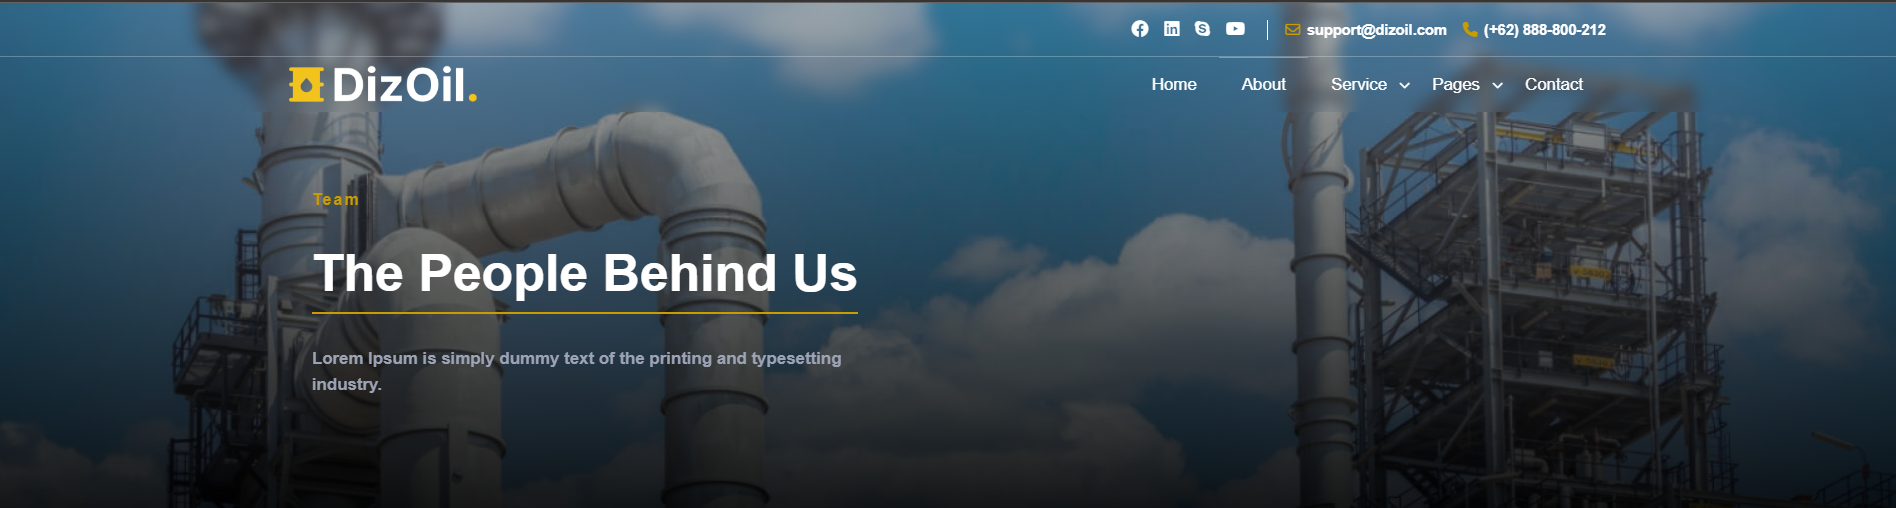 support@dizoil.com (+62) 888-800-212
DizOil.
Home About Service Pages Contact
Team
The People Behind Us
Lorem Ipsum is simply dummy text of the printing and typesetting
industry.